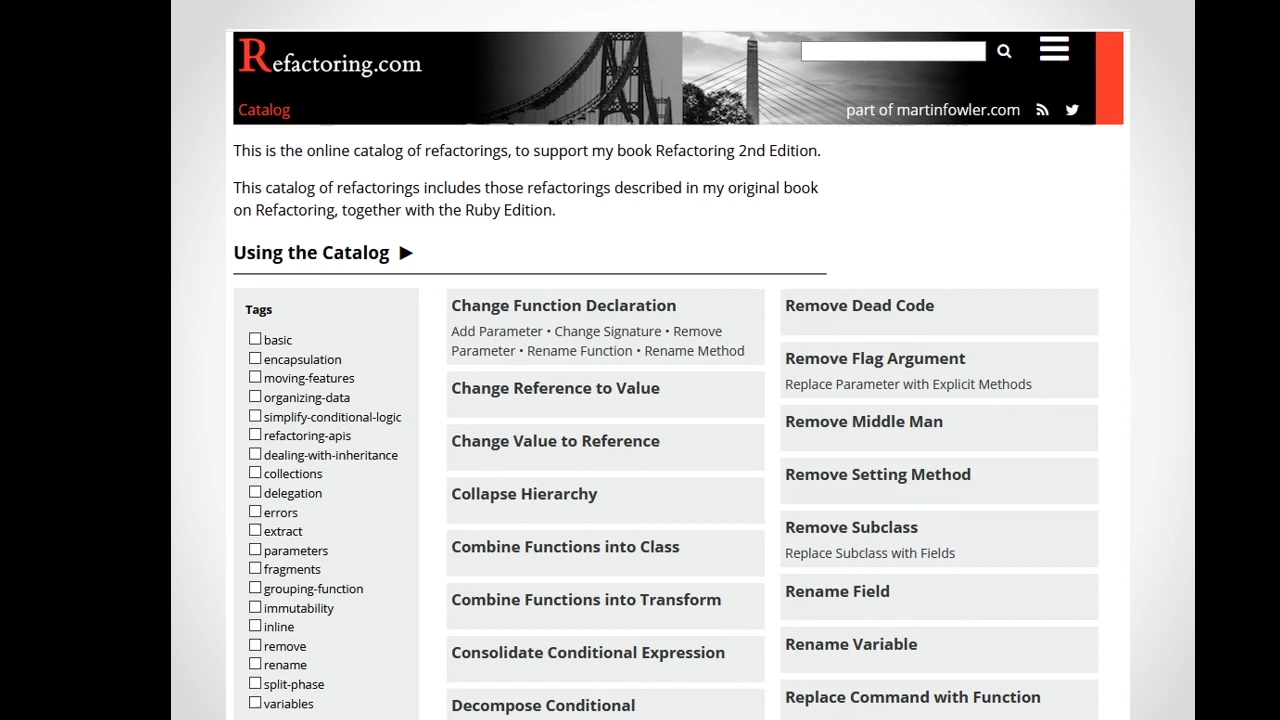 Refactoring.com
Catalog
part of martinfowler.com
This is the online catalog of refactorings, to support my book Refactoring 2nd Edition.
This catalog of refactorings includes those refactorings described in my original book
on Refactoring, together with the Ruby Edition.
Using the Catalog ►
Tags
basic
encapsulation
moving-features
organizing-data
simplify-conditional-logic
refactoring-apis
dealing-with-inheritance
collections
delegation
errors
extract
parameters
fragments
grouping-function
immutability
inline
remove
rename
split-phase
variables
Change Function Declaration
Add Parameter • Change Signature • Remove
Parameter • Rename Function • Rename Method
Change Reference to Value
Change Value to Reference
Collapse Hierarchy
Combine Functions into Class
Combine Functions into Transform
Consolidate Conditional Expression
Decompose Conditional
Remove Dead Code
Remove Flag Argument
Replace Parameter with Explicit Methods
Remove Middle Man
Remove Setting Method
Remove Subclass
Replace Subclass with Fields
Rename Field
Rename Variable
Replace Command with Function